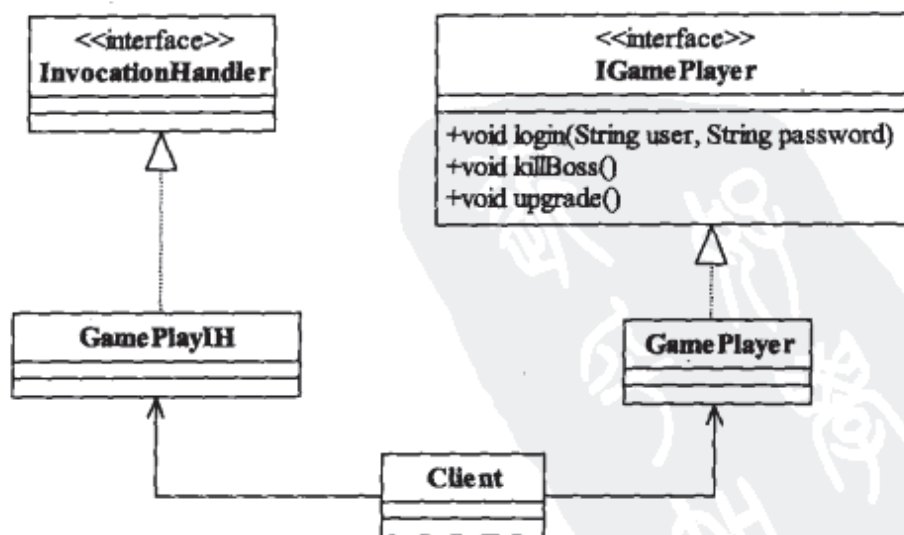 <<interface>>
InvocationHandler
<<interface>>
IGamePlayer
+void login(String user, String password)
+void killBoss()
+void upgrade()
GamePlayIH
GamePlayer
Client